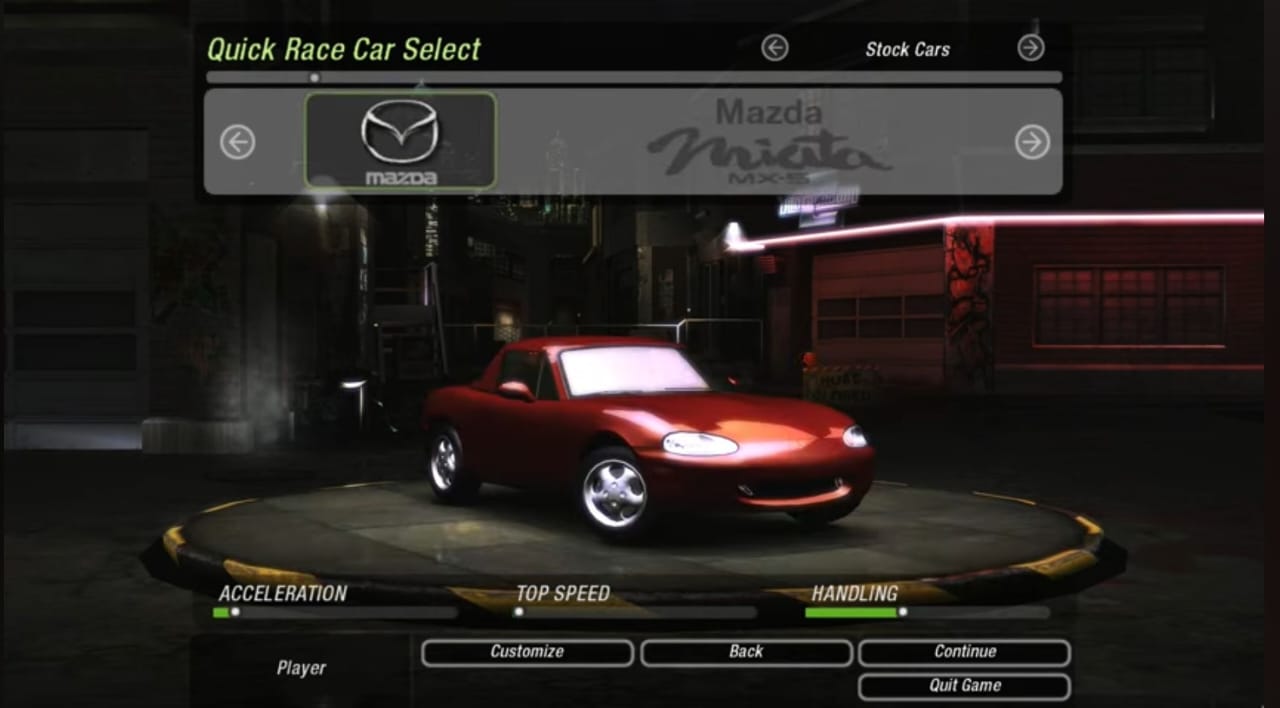 Quick Race Car Select
Stock Cars
mazda
Mazda
Miata
MX-5
ACCELERATION
TOP SPEED
HANDLING
Player
Customize
Back
Continue
Quit Game